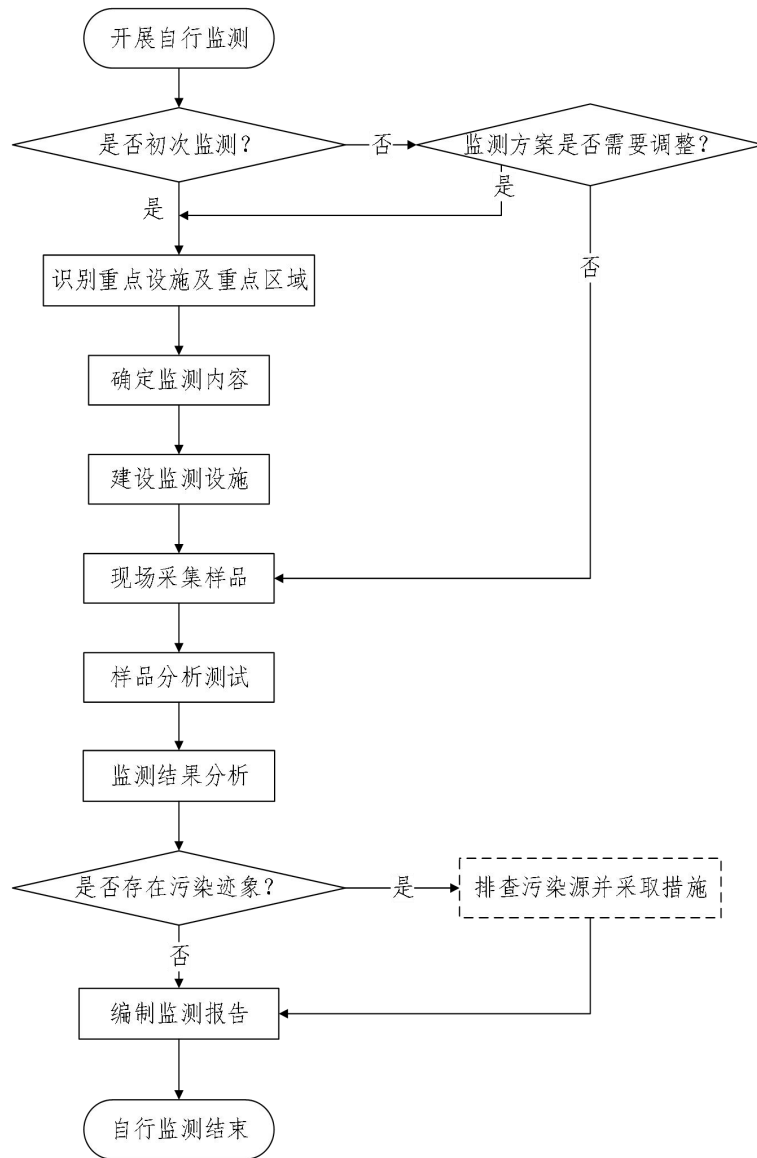 开展自行监测
是否初次监测？
否
监测方案是否需要调整？
是
是
否
识别重点设施及重点区域
确定监测内容
建设监测设施
现场采集样品
样品分析测试
监测结果分析
是否存在污染迹象？
是
排查污染源并采取措施
否
编制监测报告
自行监测结束